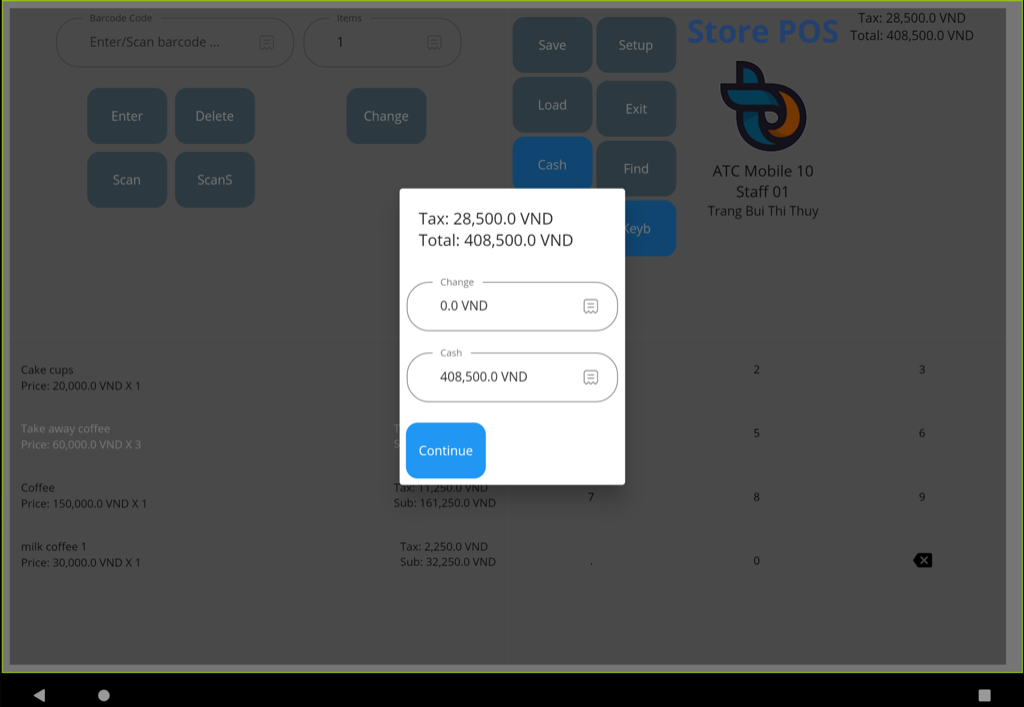 Barcode Code
Enter/Scan barcode ...
Items
1
Save
Setup
Store POS
Tax: 28,500.0 VND
Total: 408,500.0 VND
Enter
Delete
Change
Load
Exit
Scan
ScanS
Cash
Find
ATC Mobile 10
Staff 01
Trang Bui Thi Thuy
Keyb
Tax: 28,500.0 VND
Total: 408,500.0 VND
Change
0.0 VND
Cash
408,500.0 VND
Continue
Cake cups
Price: 20,000.0 VND X 1
2
3
Take away coffee
Price: 60,000.0 VND X 3
5
6
Coffee
Price: 150,000.0 VND X 1
Tax: 11,250.0 VND
Sub: 161,250.0 VND
7
8
9
milk coffee 1
Price: 30,000.0 VND X 1
Tax: 2,250.0 VND
Sub: 32,250.0 VND
.
0